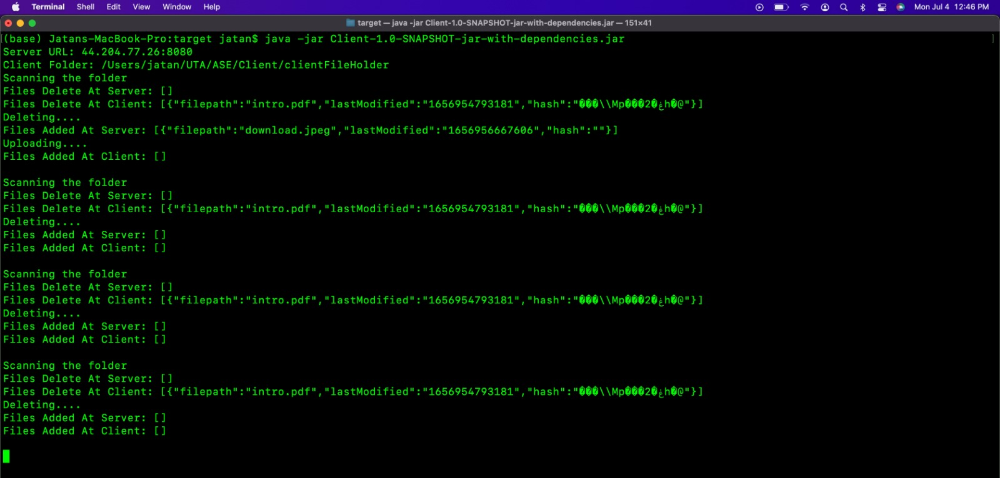 Terminal Shell Edit View Window Help Mon Jul 4 12:46 PM
target — java -jar Client-1.0-SNAPSHOT-jar-with-dependencies.jar — 151×41
(base) Jatans-MacBook-Pro:target jatan$ java -jar Client-1.0-SNAPSHOT-jar-with-dependencies.jar
Server URL: 44.204.77.26:8080
Client Folder: /Users/jatan/UTA/ASE/Client/clientFileHolder
Scanning the folder
Files Delete At Server: []
Files Delete At Client: [{"filepath":"intro.pdf","lastModified":"1656954793181","hash":"���\\Mp���2�غh�@"}]
Deleting....
Files Added At Server: [{"filepath":"download.jpeg","lastModified":"1656956667606","hash":""}]
Uploading....
Files Added At Client: []
Scanning the folder
Files Delete At Server: []
Files Delete At Client: [{"filepath":"intro.pdf","lastModified":"1656954793181","hash":"���\\Mp���2�غh�@"}]
Deleting....
Files Added At Server: []
Files Added At Client: []
Scanning the folder
Files Delete At Server: []
Files Delete At Client: [{"filepath":"intro.pdf","lastModified":"1656954793181","hash":"���\\Mp���2�غh�@"}]
Deleting....
Files Added At Server: []
Files Added At Client: []
Scanning the folder
Files Delete At Server: []
Files Delete At Client: [{"filepath":"intro.pdf","lastModified":"1656954793181","hash":"���\\Mp���2�غh�@"}]
Deleting....
Files Added At Server: []
Files Added At Client: []